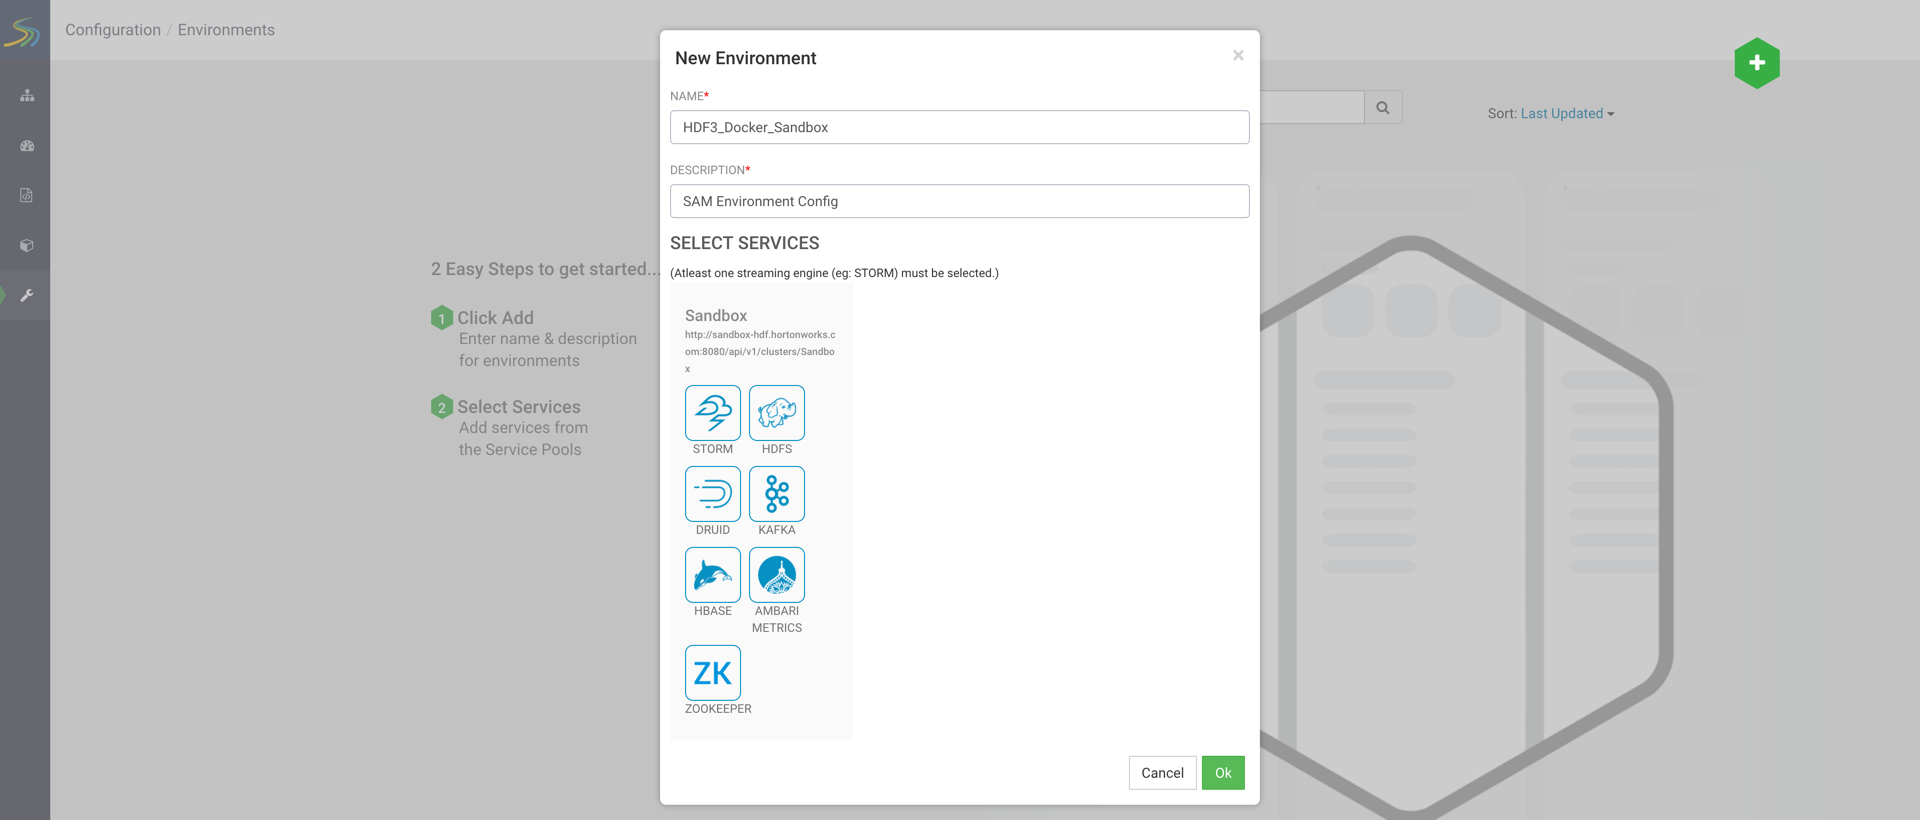 Configuration / Environments
New Environment
×
NAME*
HDF3_Docker_Sandbox
Sort: Last Updated
DESCRIPTION*
SAM Environment Config
SELECT SERVICES
(Atleast one streaming engine (eg: STORM) must be selected.)
2 Easy Steps to get started...
1 Click Add
Enter name & description
for environments
2 Select Services
Add services from
the Service Pools
Sandbox
http://sandbox-hdf.hortonworks.c
om:8080/api/v1/clusters/Sandbo
x
STORM HDFS
DRUID KAFKA
HBASE AMBARI
METRICS
ZK
ZOOKEEPER
Cancel Ok